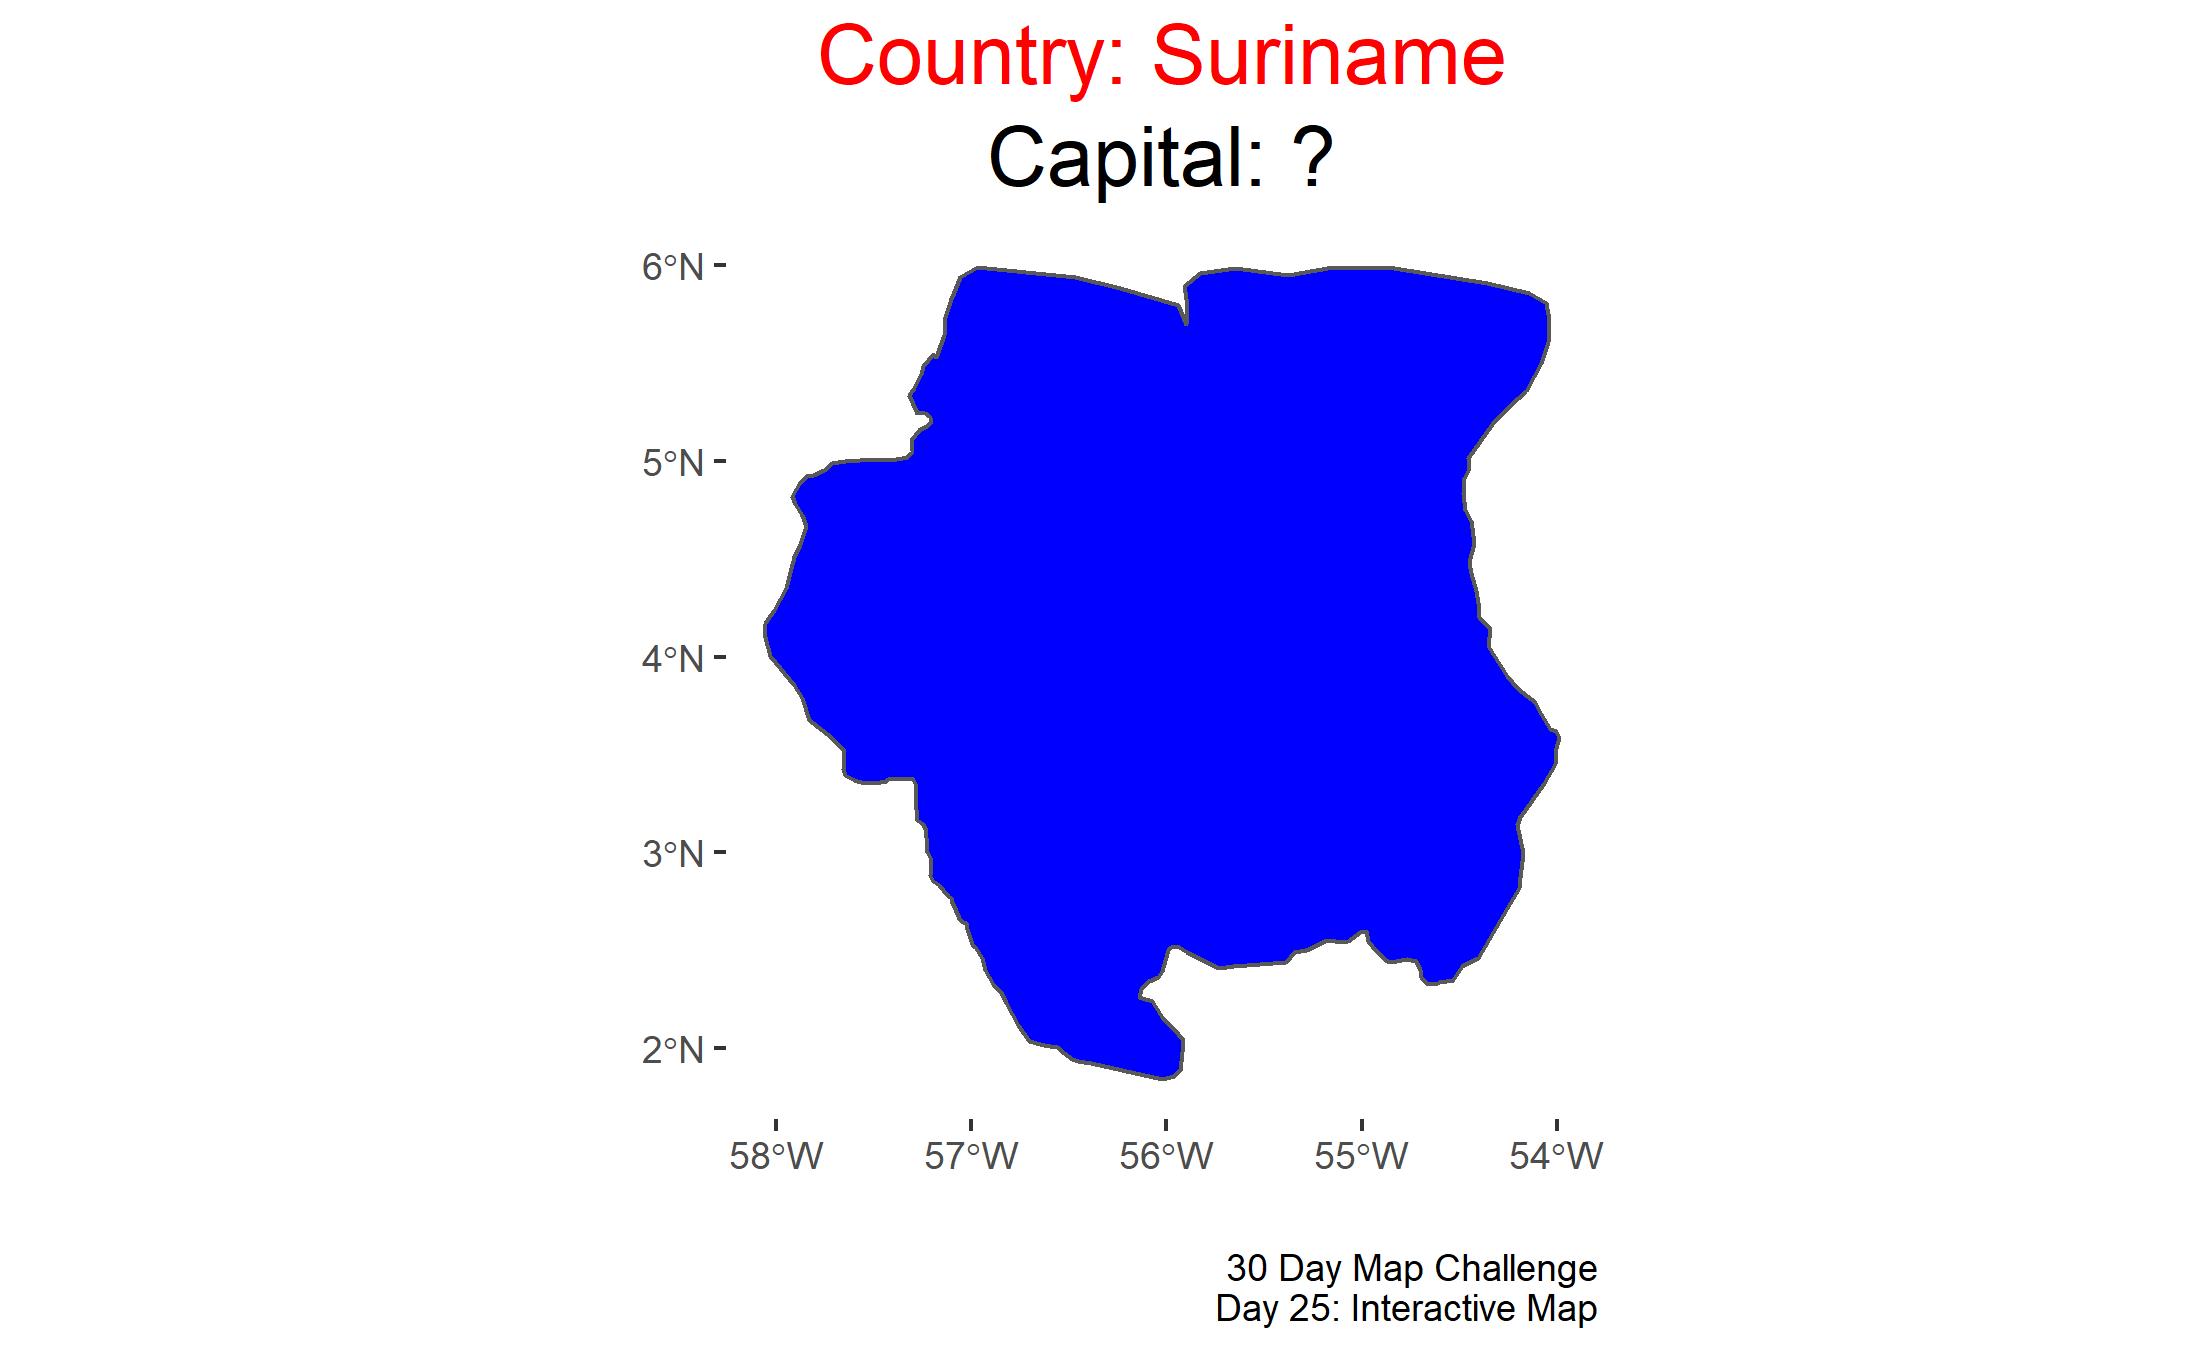 Country: Suriname
Capital: ?
6°N
5°N
4°N
3°N
2°N
58°W 57°W 56°W 55°W 54°W
30 Day Map Challenge
Day 25: Interactive Map